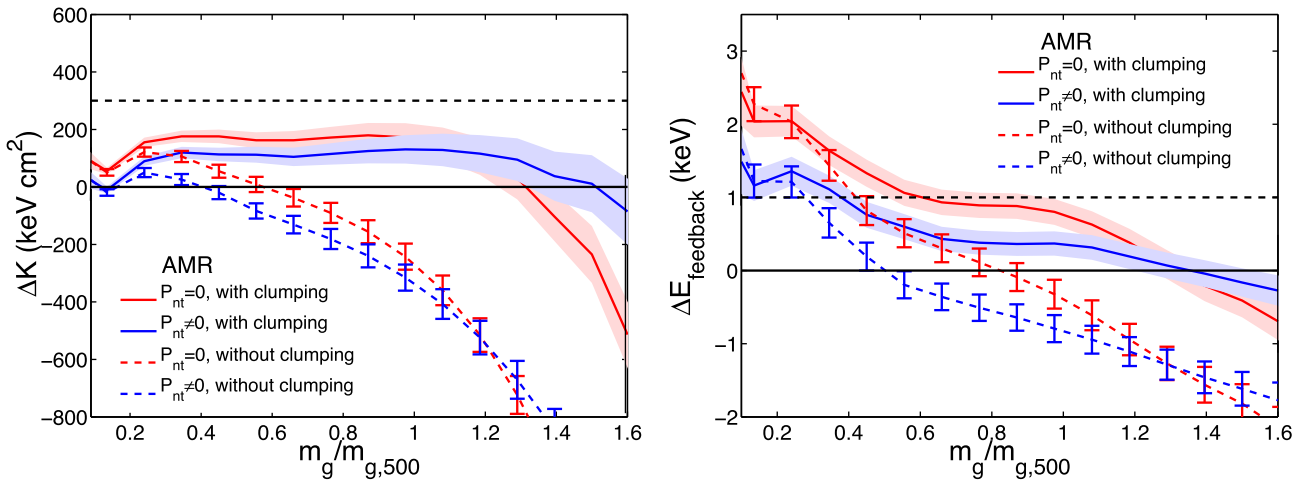 600
400
200
0
−200
−400
−600
−800
ΔK (keV cm²)
AMR
P_nt=0, with clumping
P_nt≠0, with clumping
P_nt=0, without clumping
P_nt≠0, without clumping
0.2 0.4 0.6 0.8 1 1.2 1.4 1.6
m_g/m_g,500
3
2
1
0
−1
−2
ΔE_feedback (keV)
AMR
P_nt=0, with clumping
P_nt≠0, with clumping
P_nt=0, without clumping
P_nt≠0, without clumping
0.2 0.4 0.6 0.8 1 1.2 1.4 1.6
m_g/m_g,500